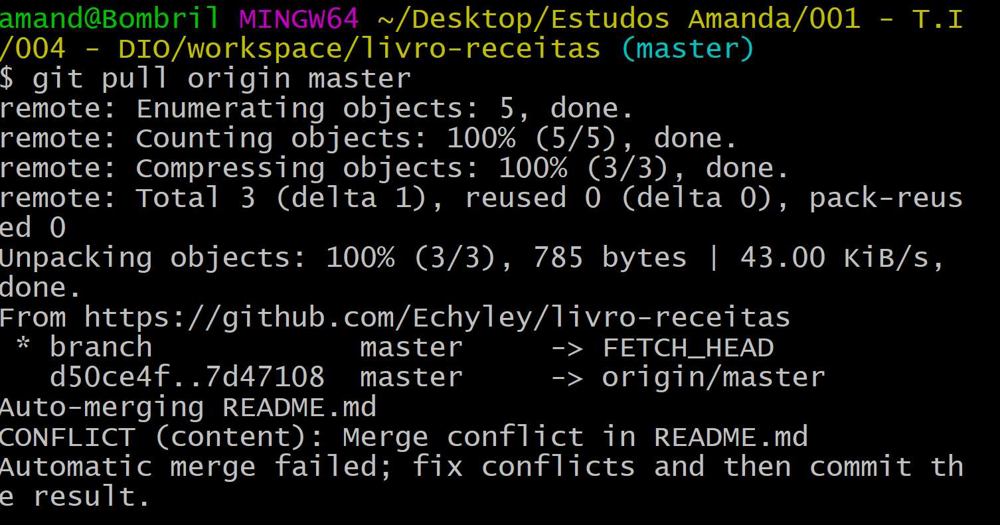 amand@Bombril MINGW64 ~/Desktop/Estudos Amanda/001 - T.I
/004 - DIO/workspace/livro-receitas (master)
$ git pull origin master
remote: Enumerating objects: 5, done.
remote: Counting objects: 100% (5/5), done.
remote: Compressing objects: 100% (3/3), done.
remote: Total 3 (delta 1), reused 0 (delta 0), pack-reus
ed 0
Unpacking objects: 100% (3/3), 785 bytes | 43.00 KiB/s,
done.
From https://github.com/Echyley/livro-receitas
 * branch            master     -> FETCH_HEAD
   d50ce4f..7d47108  master     -> origin/master
Auto-merging README.md
CONFLICT (content): Merge conflict in README.md
Automatic merge failed; fix conflicts and then commit th
e result.